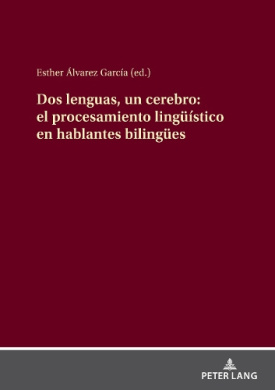 Esther Álvarez García (ed.)
Dos lenguas, un cerebro:
el procesamiento lingüístico
en hablantes bilingües
PETER LANG